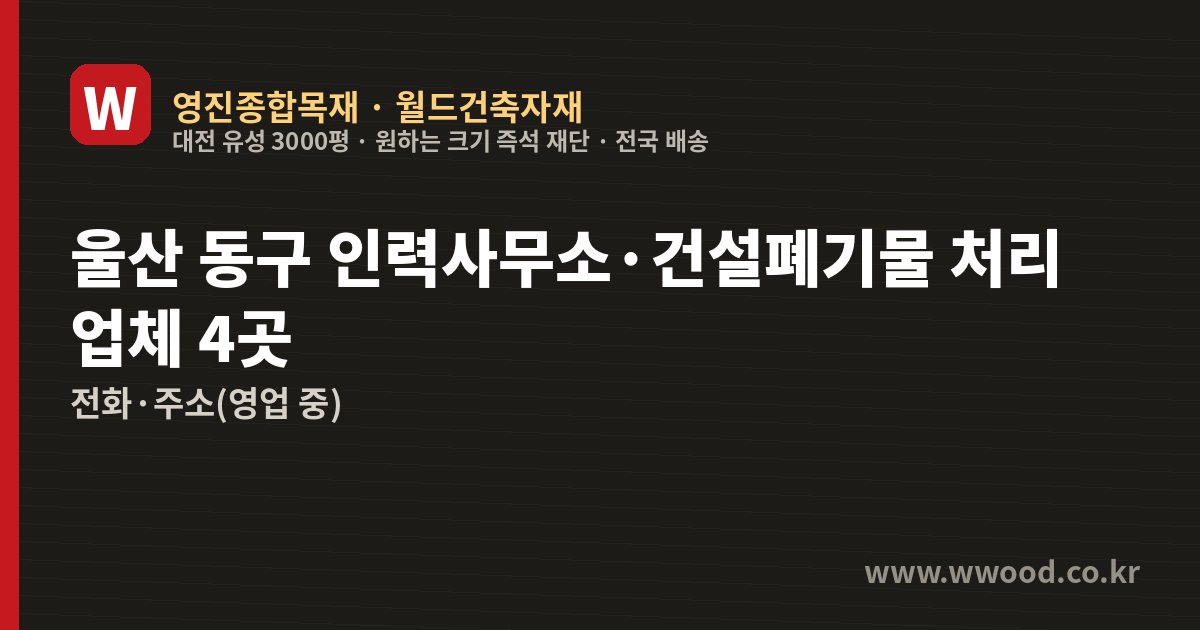 W
영진종합목재 · 월드건축자재
대전 유성 3000평 · 원하는 크기 즉석 재단 · 전국 배송
울산 동구 인력사무소·건설폐기물 처리
업체 4곳
전화·주소(영업 중)
www.wwood.co.kr